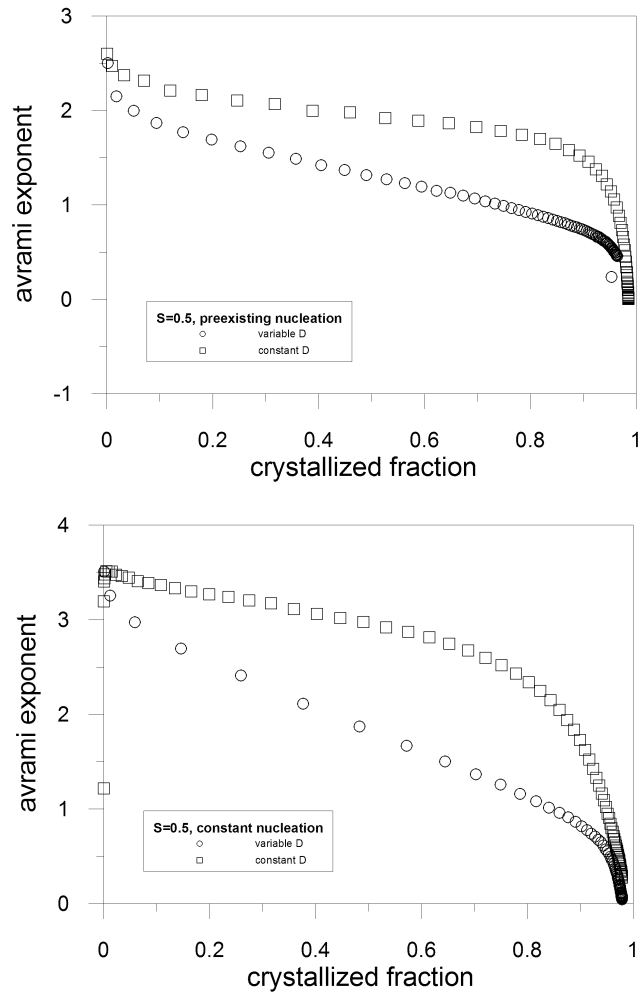 3
2
1
0
-1
avrami exponent
S=0.5, preexisting nucleation
variable D
constant D
0 0.2 0.4 0.6 0.8 1
crystallized fraction
4
3
2
1
0
avrami exponent
S=0.5, constant nucleation
variable D
constant D
0 0.2 0.4 0.6 0.8 1
crystallized fraction